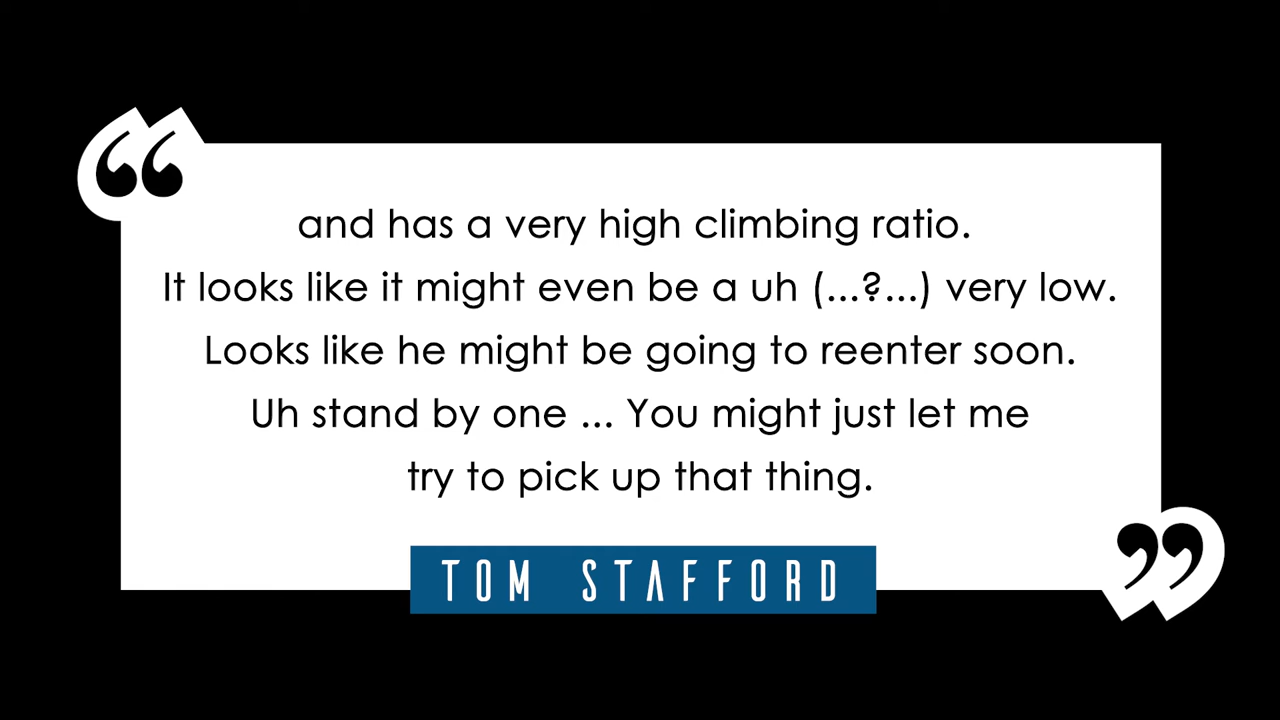 and has a very high climbing ratio.
It looks like it might even be a uh (...?...) very low.
Looks like he might be going to reenter soon.
Uh stand by one ... You might just let me
try to pick up that thing.
TOM STAFFORD